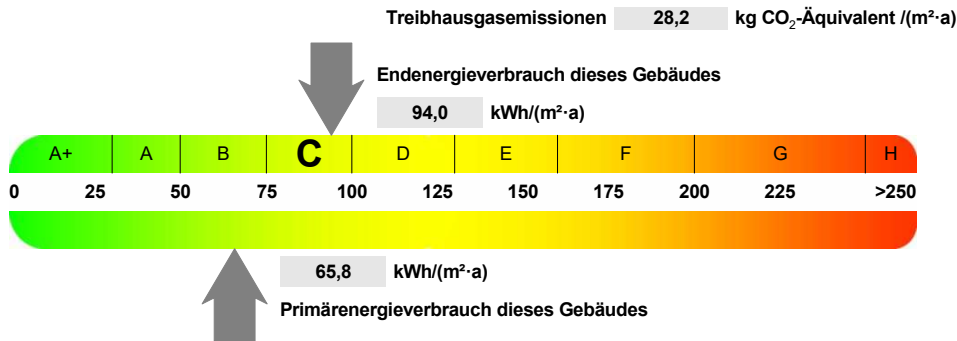 Treibhausgasemissionen 28,2 kg CO₂-Äquivalent /(m²·a)
Endenergieverbrauch dieses Gebäudes
94,0 kWh/(m²·a)
A+ A B C D E F G H
0 25 50 75 100 125 150 175 200 225 >250
65,8 kWh/(m²·a)
Primärenergieverbrauch dieses Gebäudes